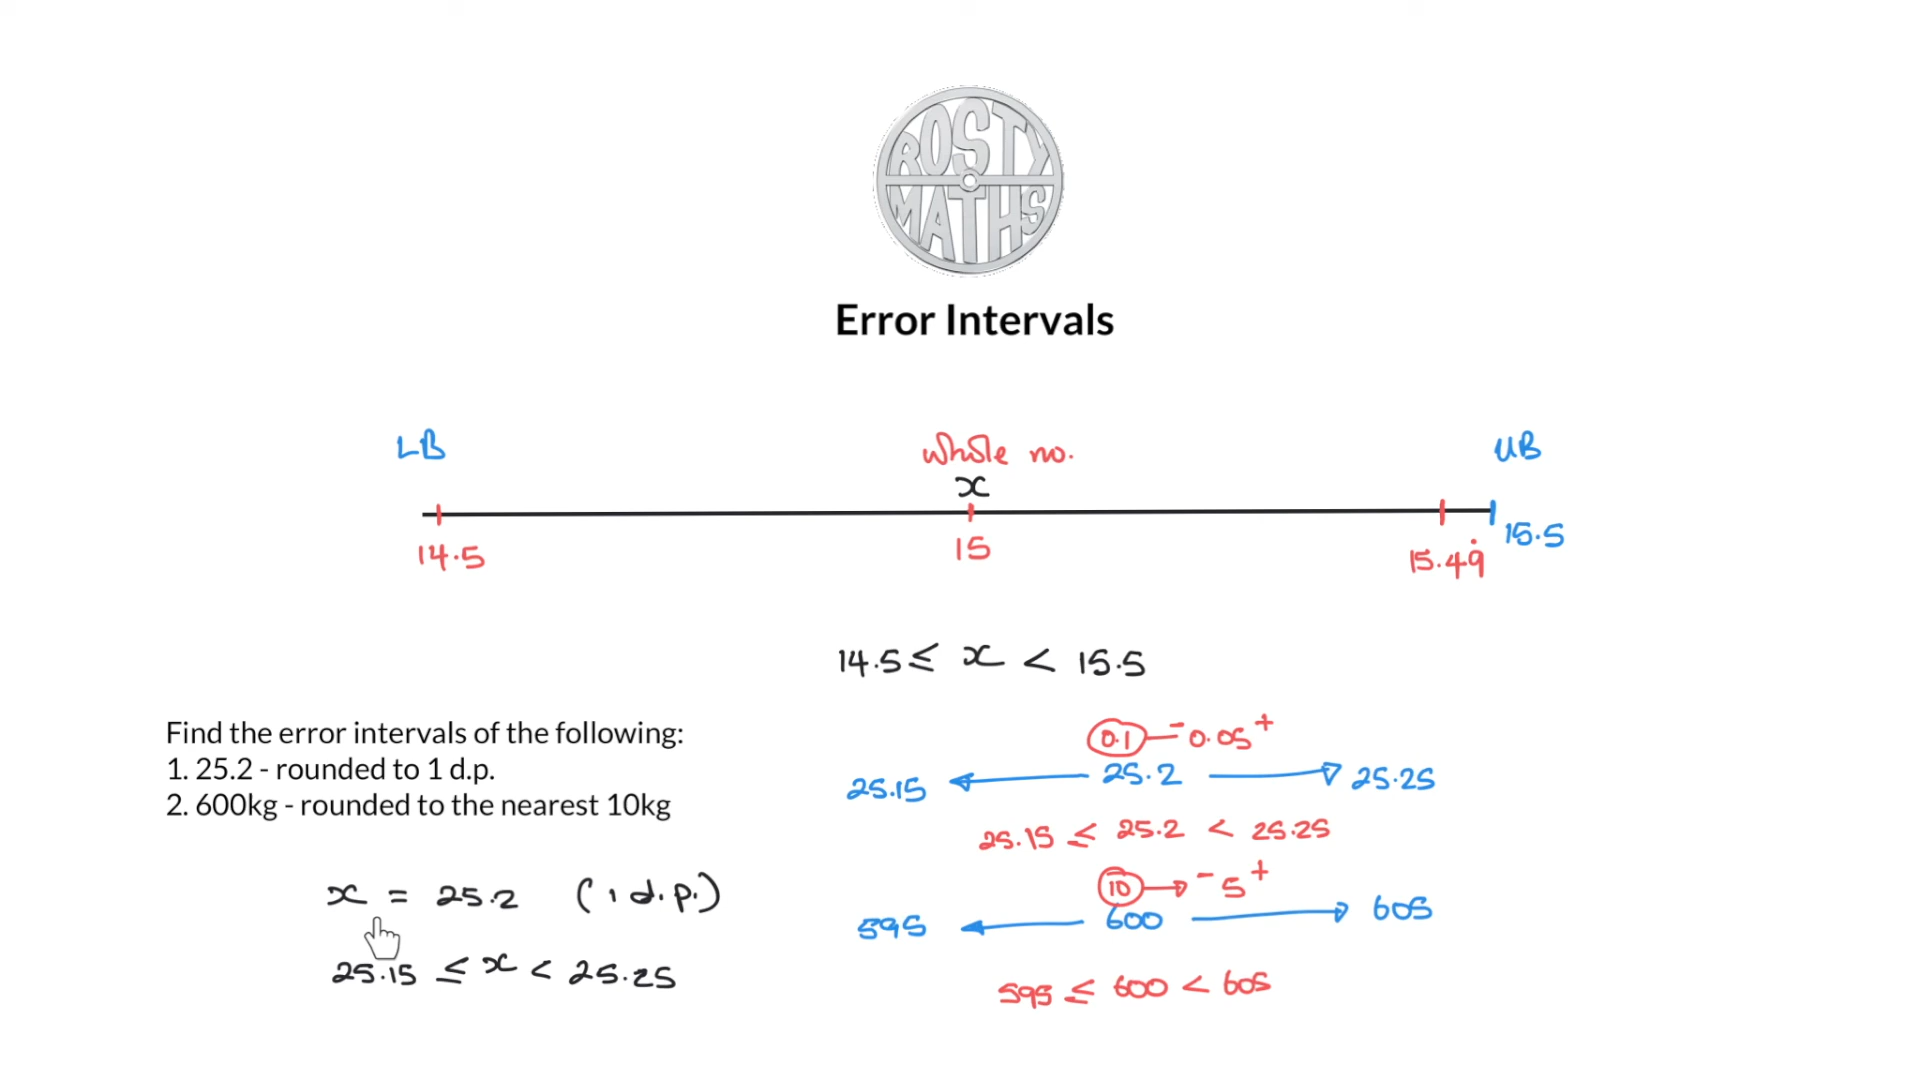 ROSTY
MATHS
Error Intervals
LB
whole no.
UB
x
14.5
15
15.49̇
15.5
14.5 ≤ x < 15.5
Find the error intervals of the following:
1. 25.2 - rounded to 1 d.p.
2. 600kg - rounded to the nearest 10kg
0.1 — - 0.05 +
25.15 ← 25.2 → 25.25
25.15 ≤ 25.2 < 25.25
10 → - 5 +
595 ← 600 → 605
595 ≤ 600 < 605
x = 25.2 (1 d.p.)
25.15 ≤ x < 25.25